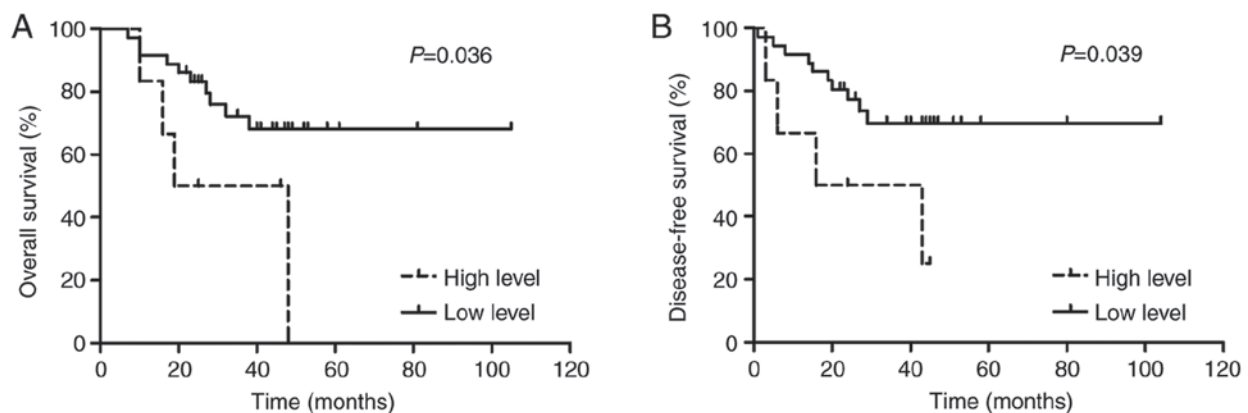 A
P=0.036
Overall survival (%)
100
80
60
40
20
0
High level
Low level
0 20 40 60 80 100 120
Time (months)
B
P=0.039
Disease-free survival (%)
100
80
60
40
20
0
High level
Low level
0 20 40 60 80 100 120
Time (months)